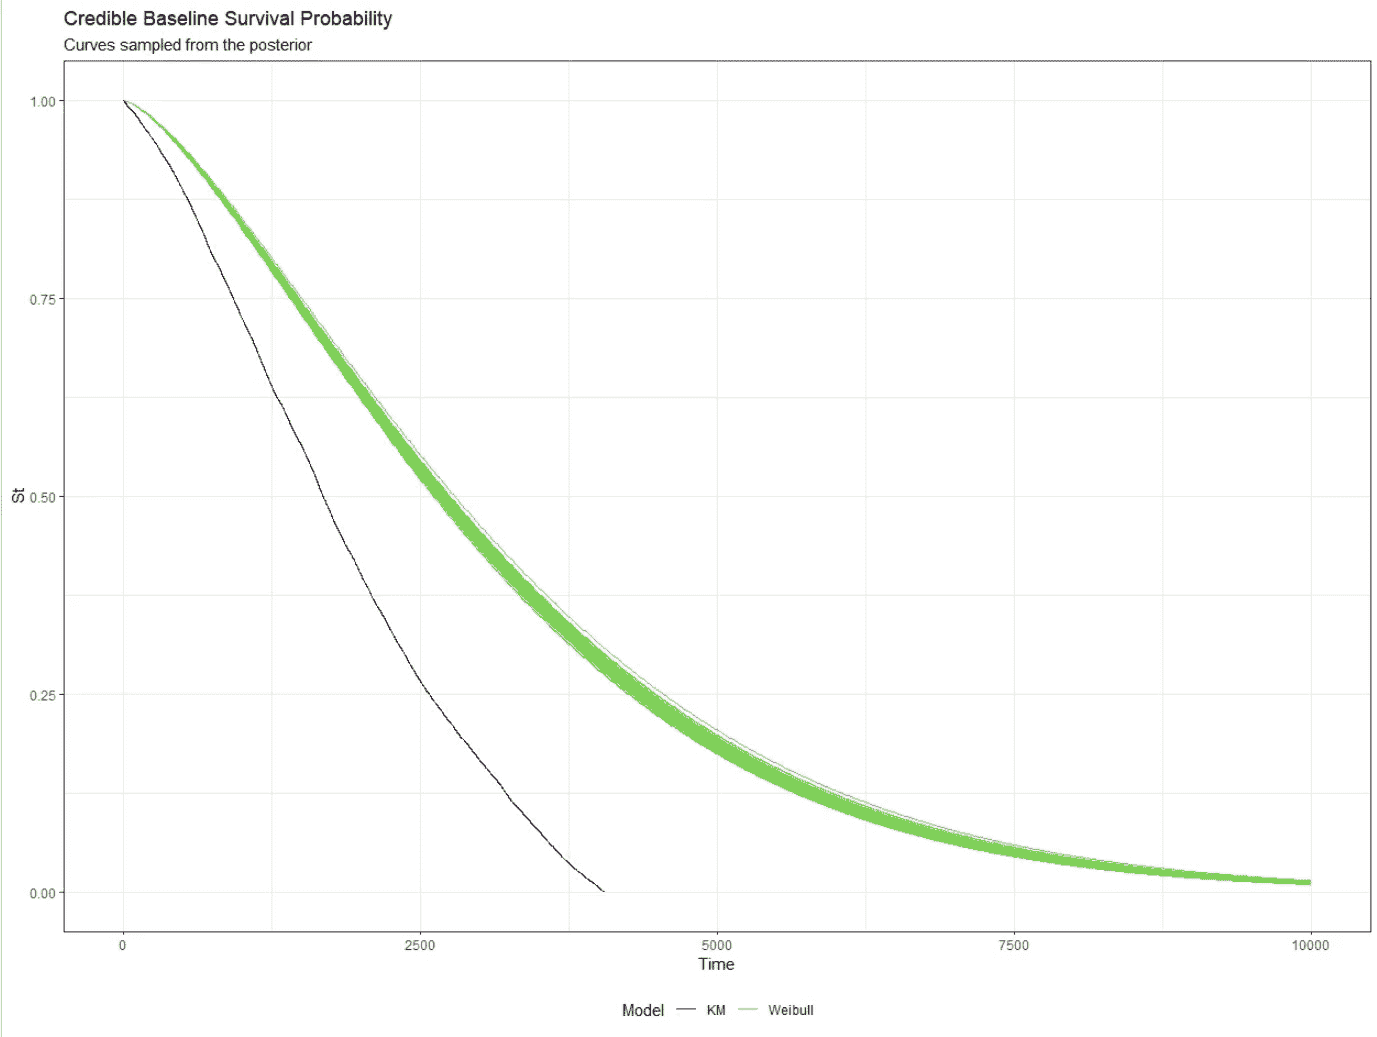 Credible Baseline Survival Probability
Curves sampled from the posterior
1.00
0.75
St
0.50
0.25
0.00
0 2500 5000 7500 10000
Time
Model KM Weibull